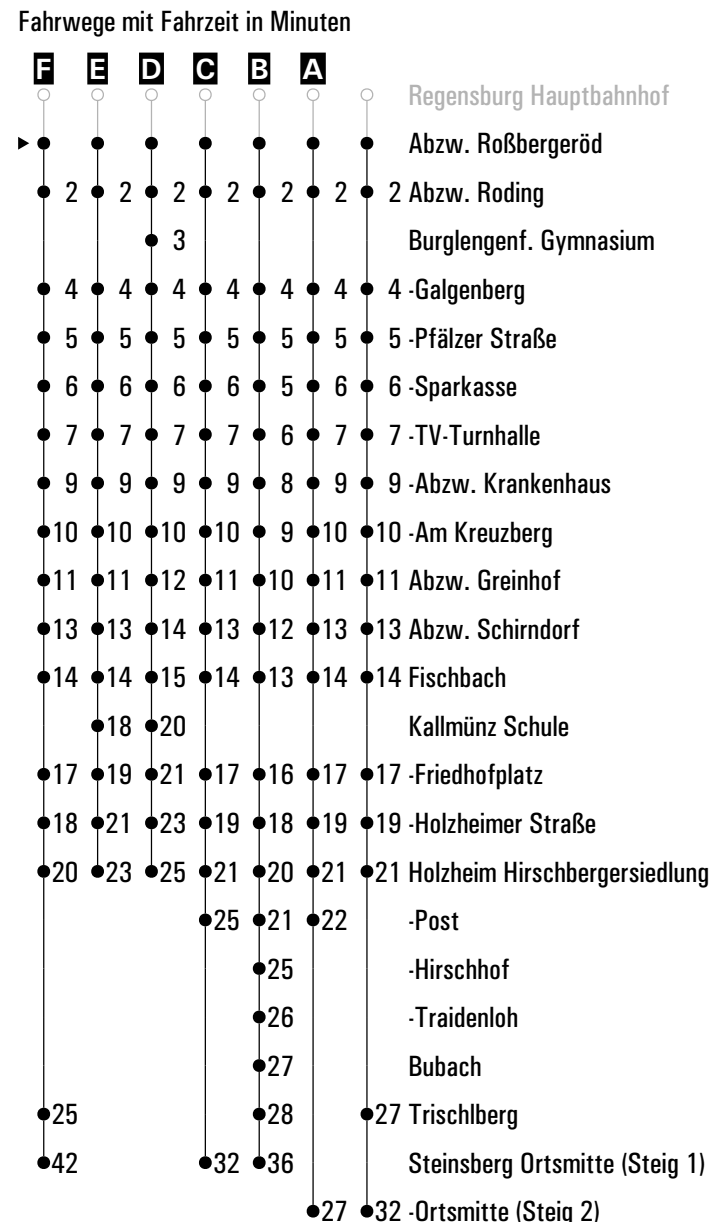 Fahrwege mit Fahrzeit in Minuten
F E D C B A
Regensburg Hauptbahnhof
Abzw. Roßbergeröd
2 2 2 2 2 2 2 Abzw. Roding
3 Burglengenf. Gymnasium
4 4 4 4 4 4 4 -Galgenberg
5 5 5 5 5 5 5 -Pfälzer Straße
6 6 6 6 5 6 6 -Sparkasse
7 7 7 7 6 7 7 -TV-Turnhalle
9 9 9 9 8 9 9 -Abzw. Krankenhaus
10 10 10 10 9 10 10 -Am Kreuzberg
11 11 12 11 10 11 11 Abzw. Greinhof
13 13 14 13 12 13 13 Abzw. Schirndorf
14 14 15 14 13 14 14 Fischbach
18 20 Kallmünz Schule
17 19 21 17 16 17 17 -Friedhofplatz
18 21 23 19 18 19 19 -Holzheimer Straße
20 23 25 21 20 21 21 Holzheim Hirschbergersiedlung
25 21 22 -Post
25 -Hirschhof
26 -Traidenloh
27 Bubach
25 28 27 Trischlberg
42 32 36 Steinsberg Ortsmitte (Steig 1)
27 32 -Ortsmitte (Steig 2)